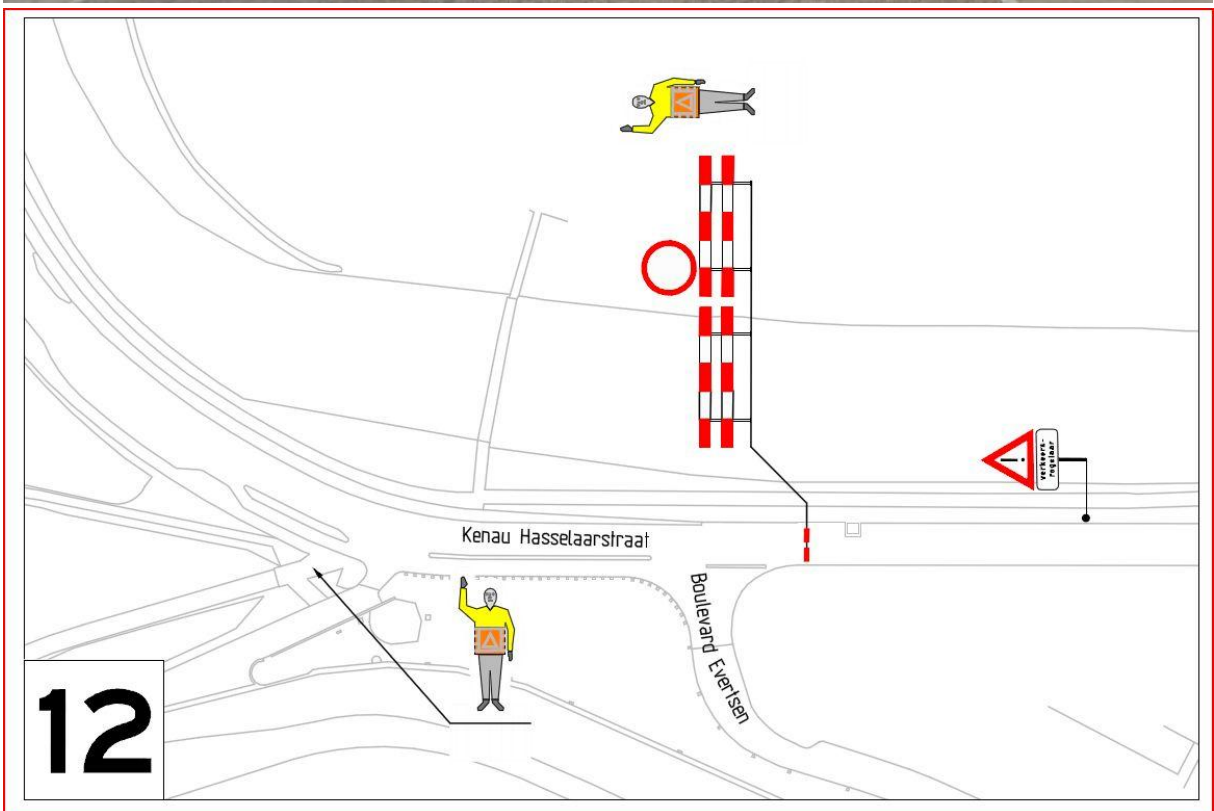 Kenau Hasselaarstraat
Boulevard Evertsen
verkeers-
regelaar
12